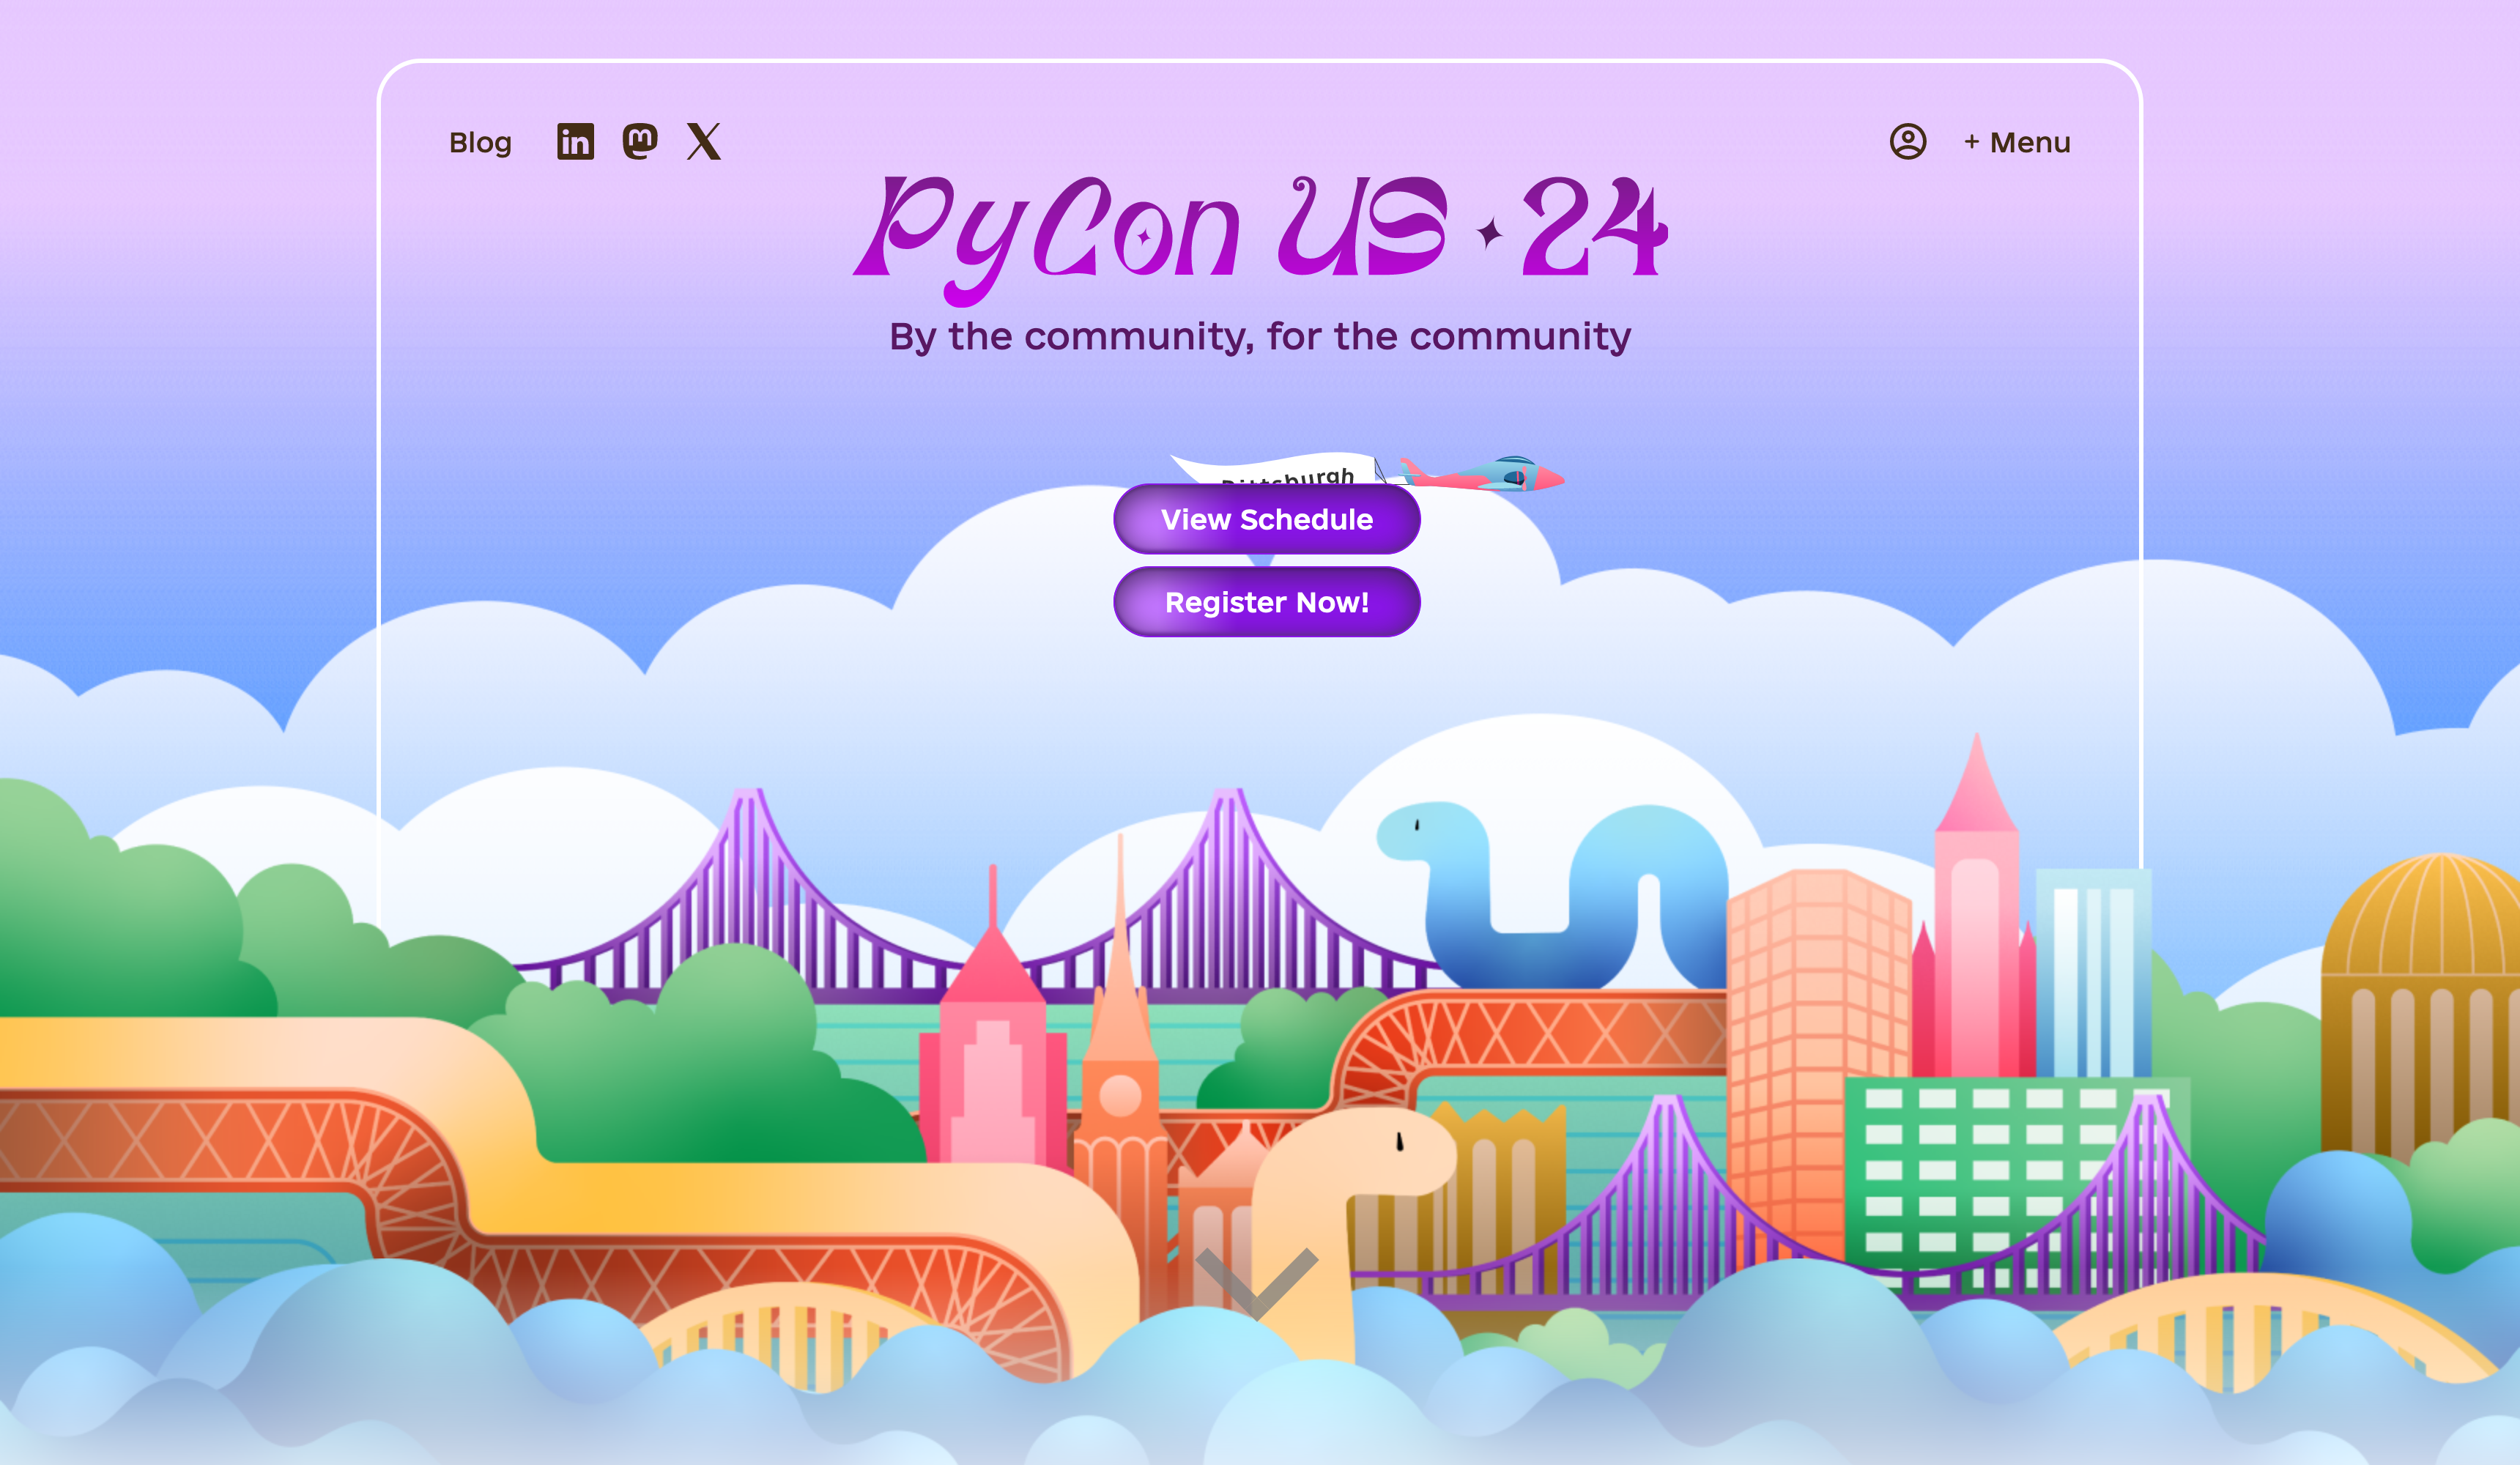 Blog
+ Menu
PyCon US 24
By the community, for the community
Pittsburgh
View Schedule
Register Now!